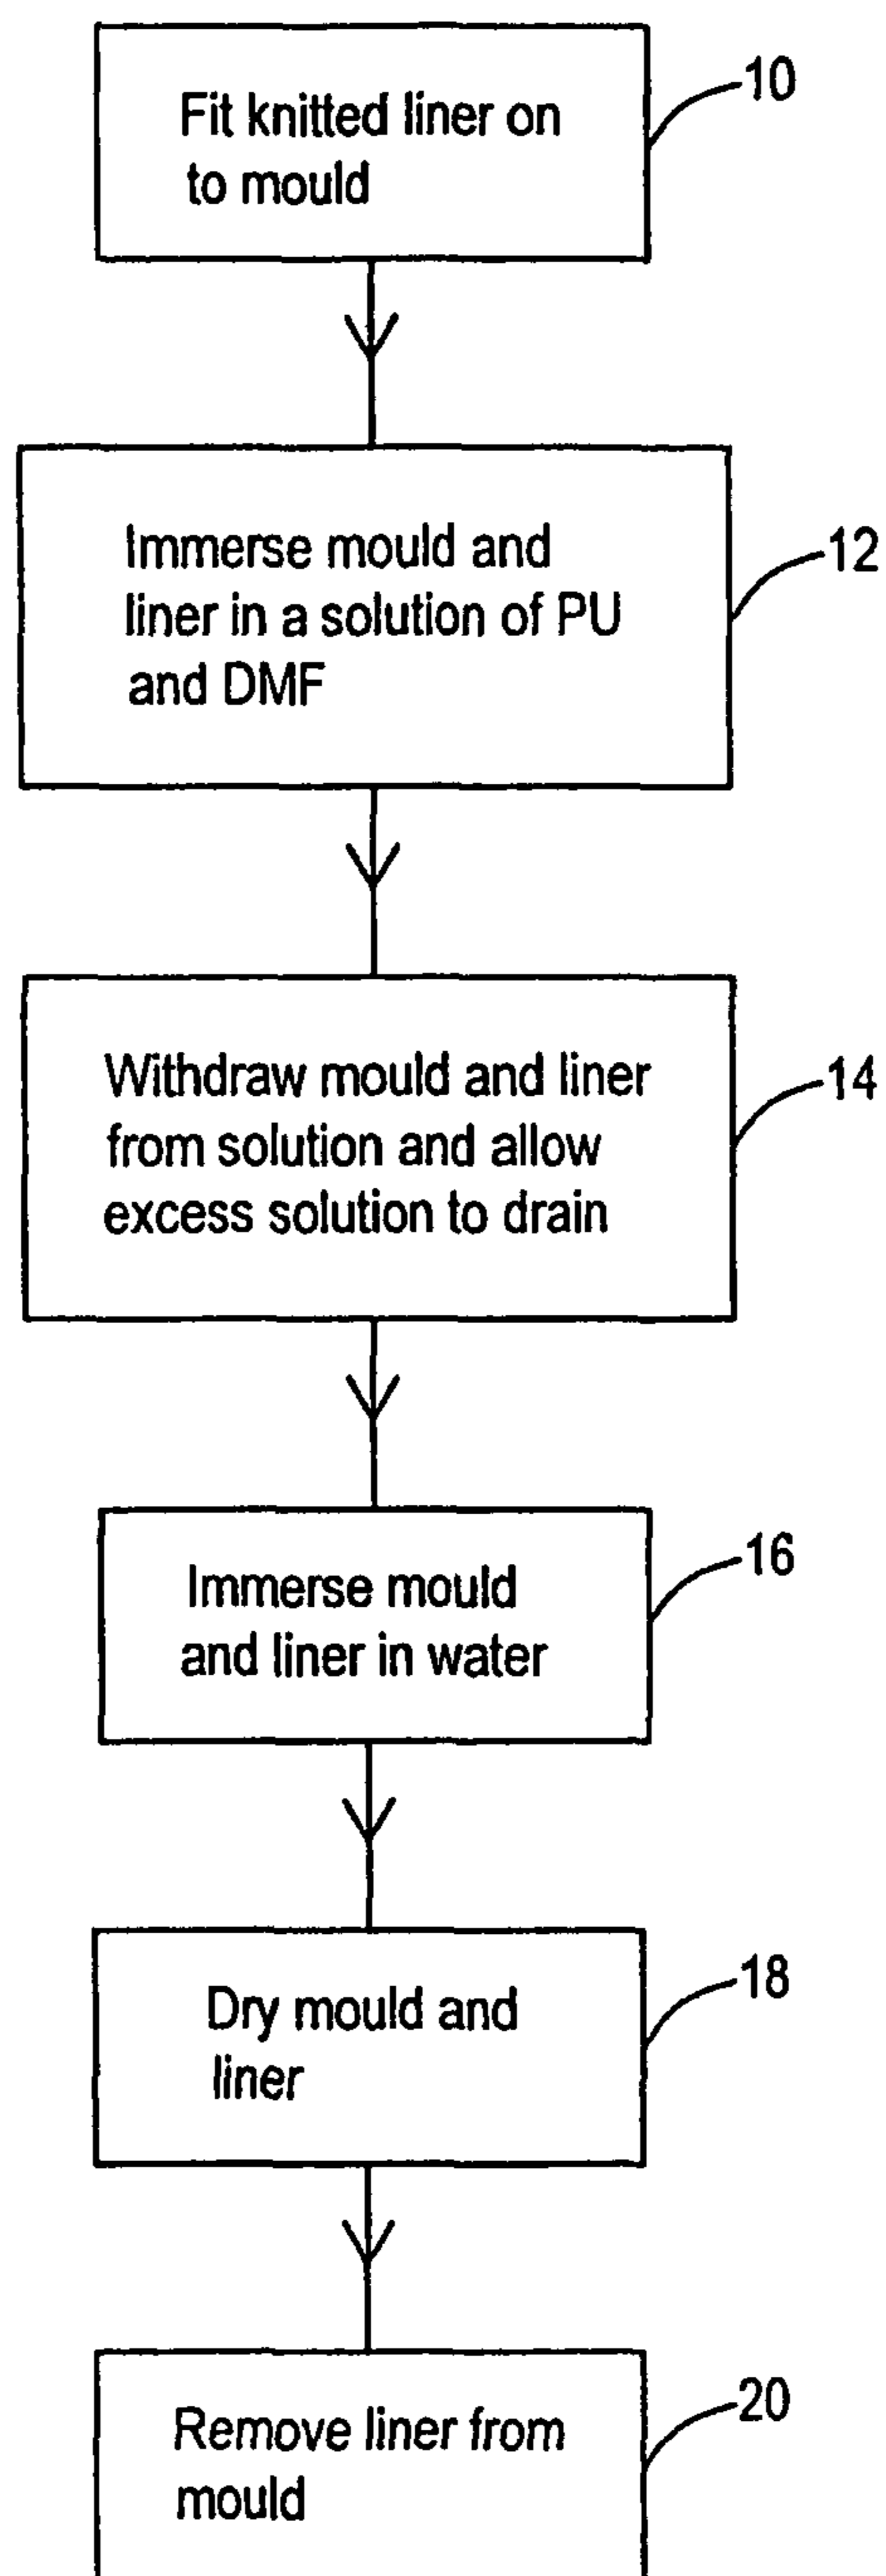 Fit knitted liner on
to mould
10
Immerse mould and
liner in a solution of PU
and DMF
12
Withdraw mould and liner
from solution and allow
excess solution to drain
14
Immerse mould
and liner in water
16
Dry mould and
liner
18
Remove liner from
mould
20